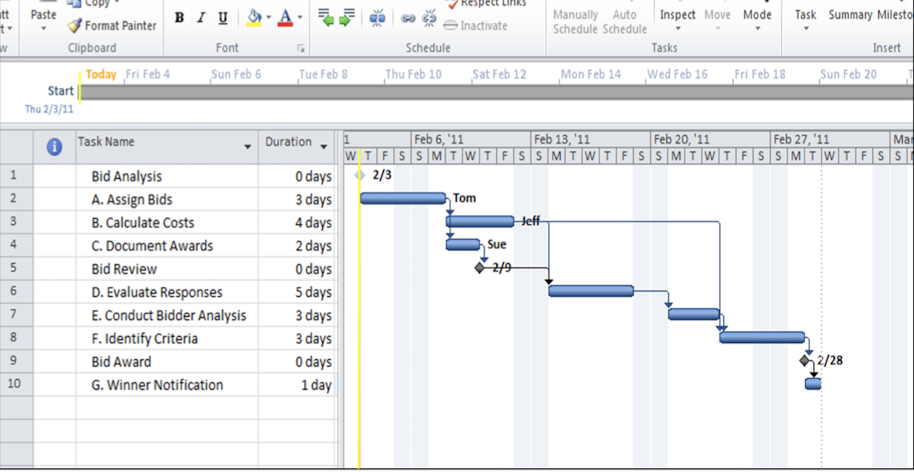 Paste
Copy
Format Painter
Clipboard
B I U
A
Font
Respect Links
Inactivate
Schedule
Manually Schedule
Auto Schedule
Inspect
Move
Mode
Tasks
Task
Summary
Milesto
Insert
Today Fri Feb 4 Sun Feb 6 Tue Feb 8 Thu Feb 10 Sat Feb 12 Mon Feb 14 Wed Feb 16 Fri Feb 18 Sun Feb 20
Start
Thu 2/3/11
Task Name Duration 1 Feb 6, '11 Feb 13, '11 Feb 20, '11 Feb 27, '11 Mar
W T F S S M T W T F S S M T W T F S S M T W T F S S M T W T F S S
1 Bid Analysis 0 days 2/3
2 A. Assign Bids 3 days Tom
3 B. Calculate Costs 4 days Jeff
4 C. Document Awards 2 days Sue
5 Bid Review 0 days 2/9
6 D. Evaluate Responses 5 days
7 E. Conduct Bidder Analysis 3 days
8 F. Identify Criteria 3 days
9 Bid Award 0 days 2/28
10 G. Winner Notification 1 day